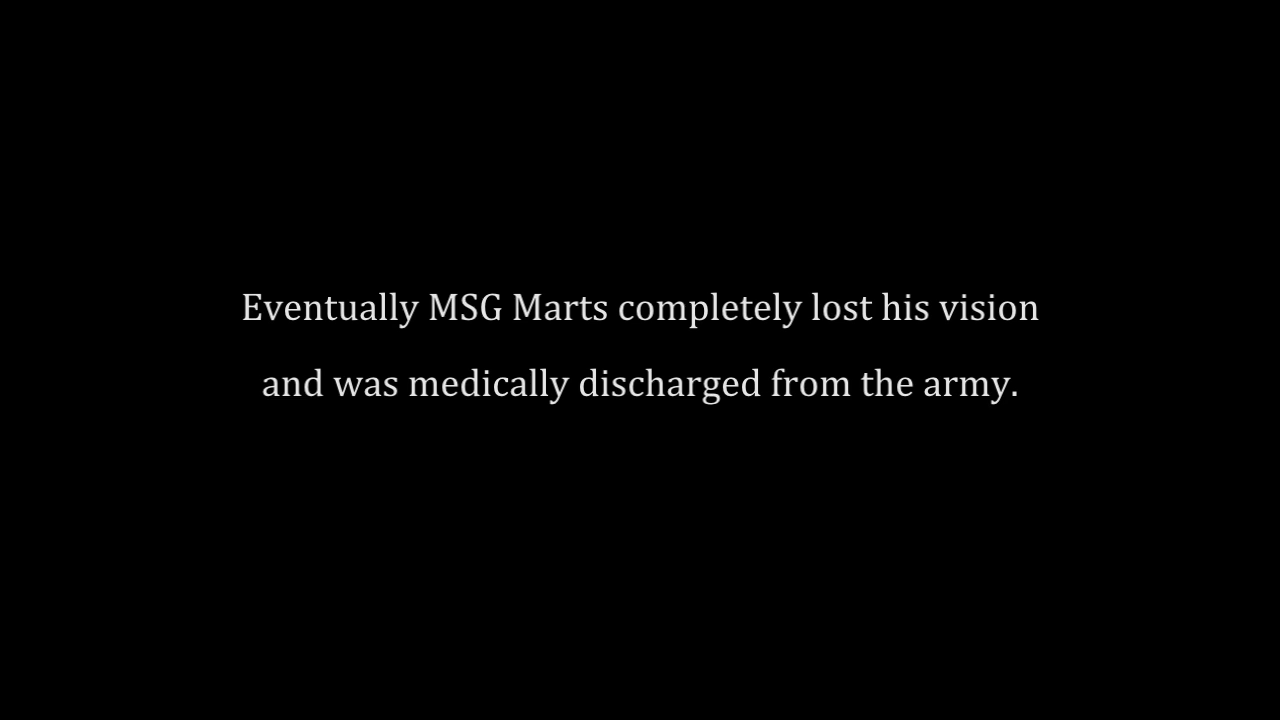 Eventually MSG Marts completely lost his vision
and was medically discharged from the army.